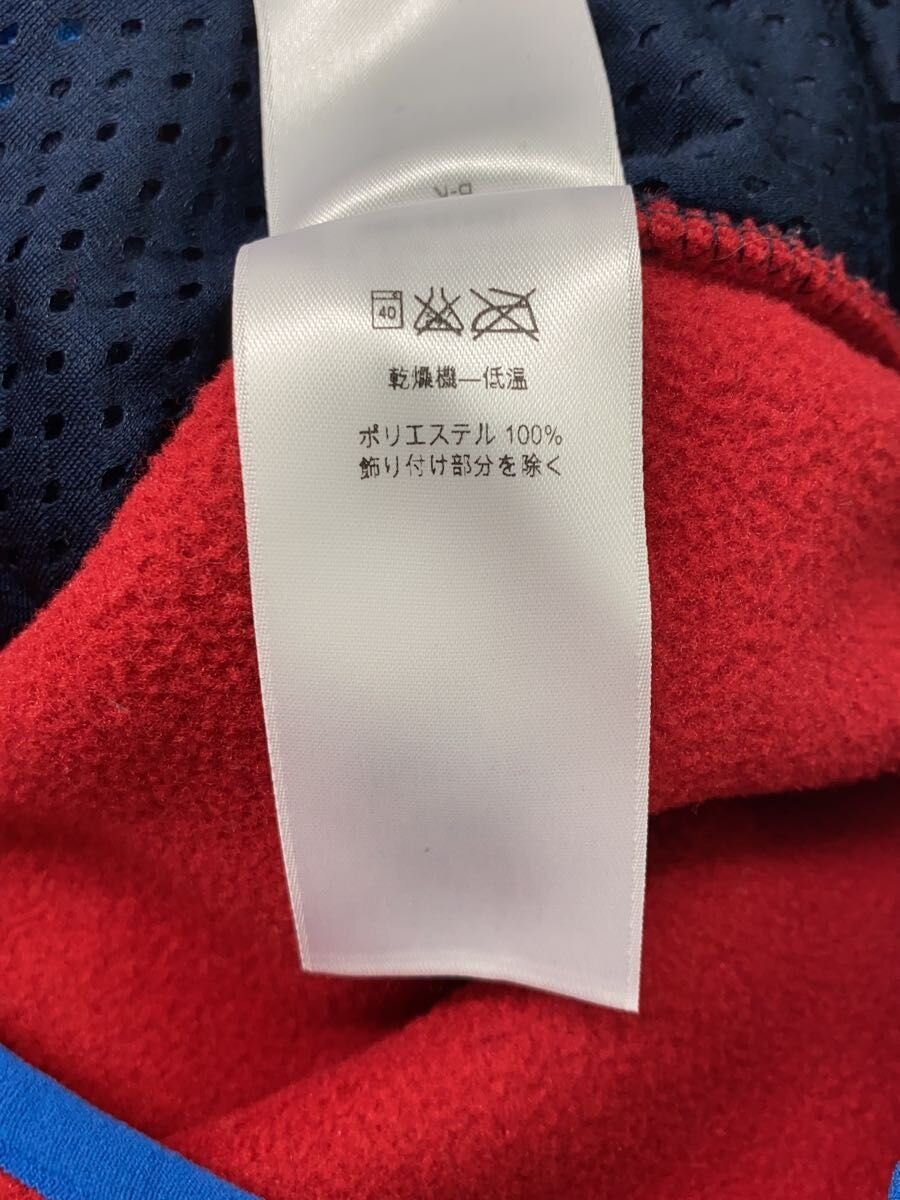 40
乾燥機—低温
ポリエステル 100%
飾り付け部分を除く